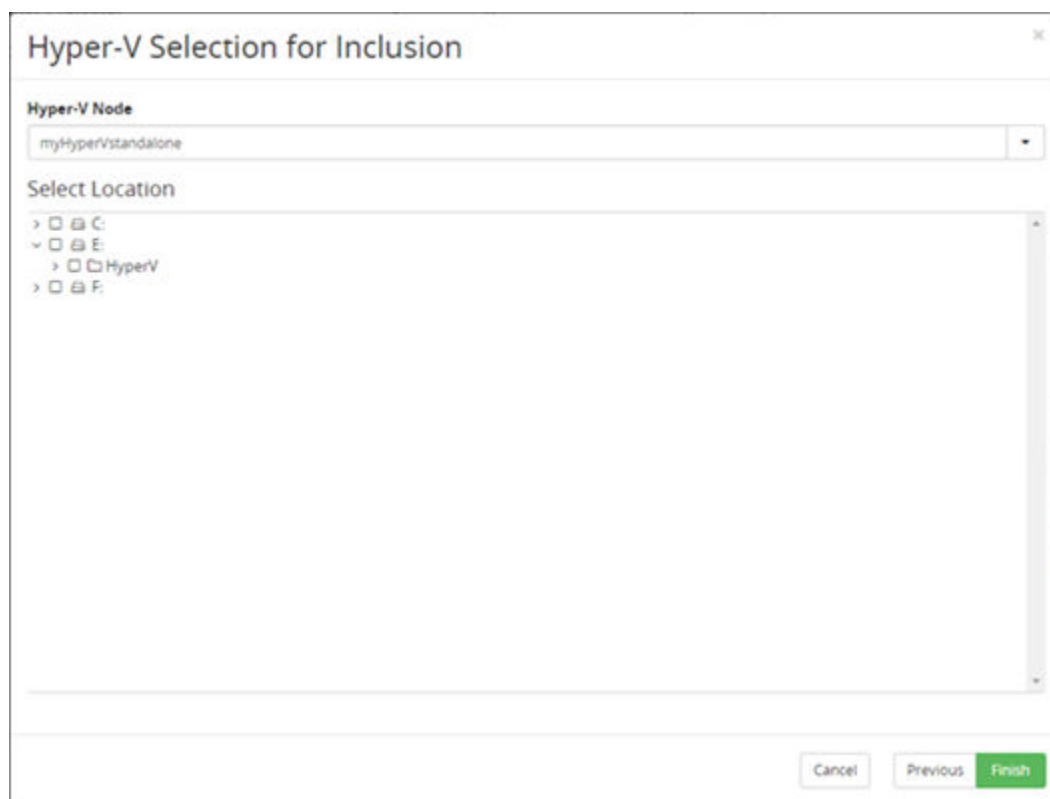 Hyper-V Selection for Inclusion
Hyper-V Node
myHyperVstandalone
Select Location
C:
E:
HyperV
F:
Cancel
Previous
Finish